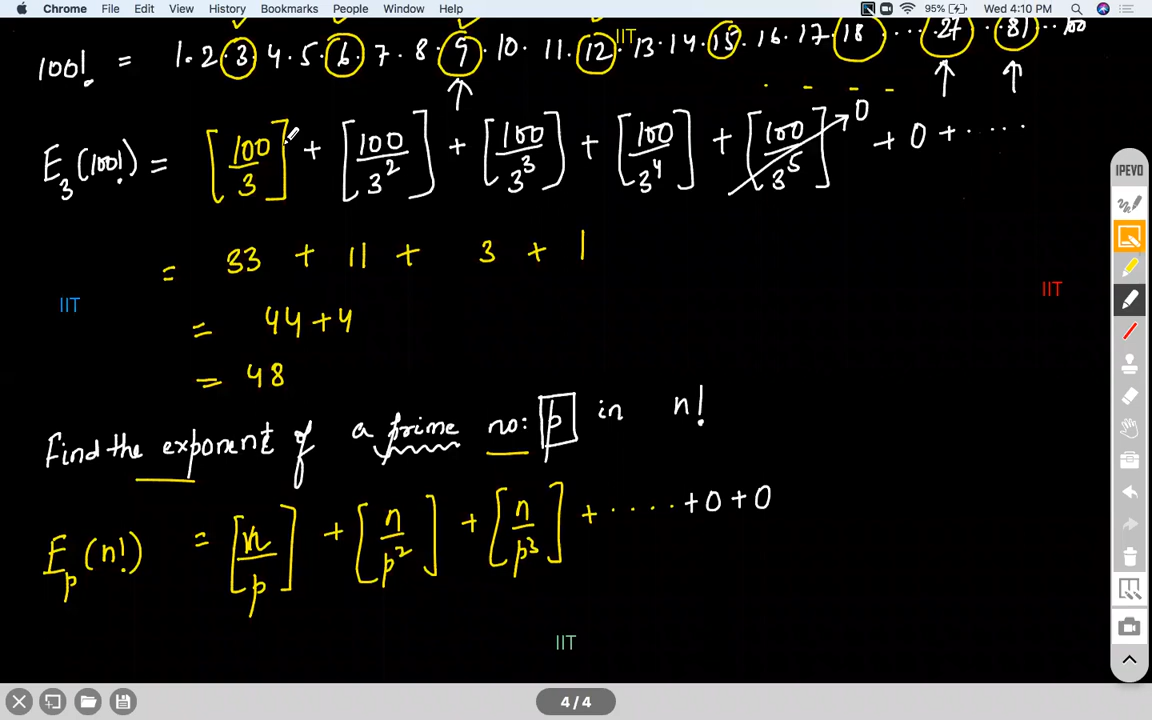 Chrome File Edit View History Bookmarks People Window Help 95% Wed 4:10 PM
100! = 1·2·3·4·5·6·7·8·9·10·11·12·13·14·15·16·17·18·...·27·...81...100
IIT
E₃(100!) = [100/3] + [100/3²] + [100/3³] + [100/3⁴] + [100/3⁵] 0 + 0 + .....
IPEVO
= 33 + 11 + 3 + 1
IIT
IIT
= 44+4
= 48
Find the exponent of a prime no: p in n!
Eₚ(n!) = [n/p] + [n/p²] + [n/p³] + ..... +0+0
IIT
4/4